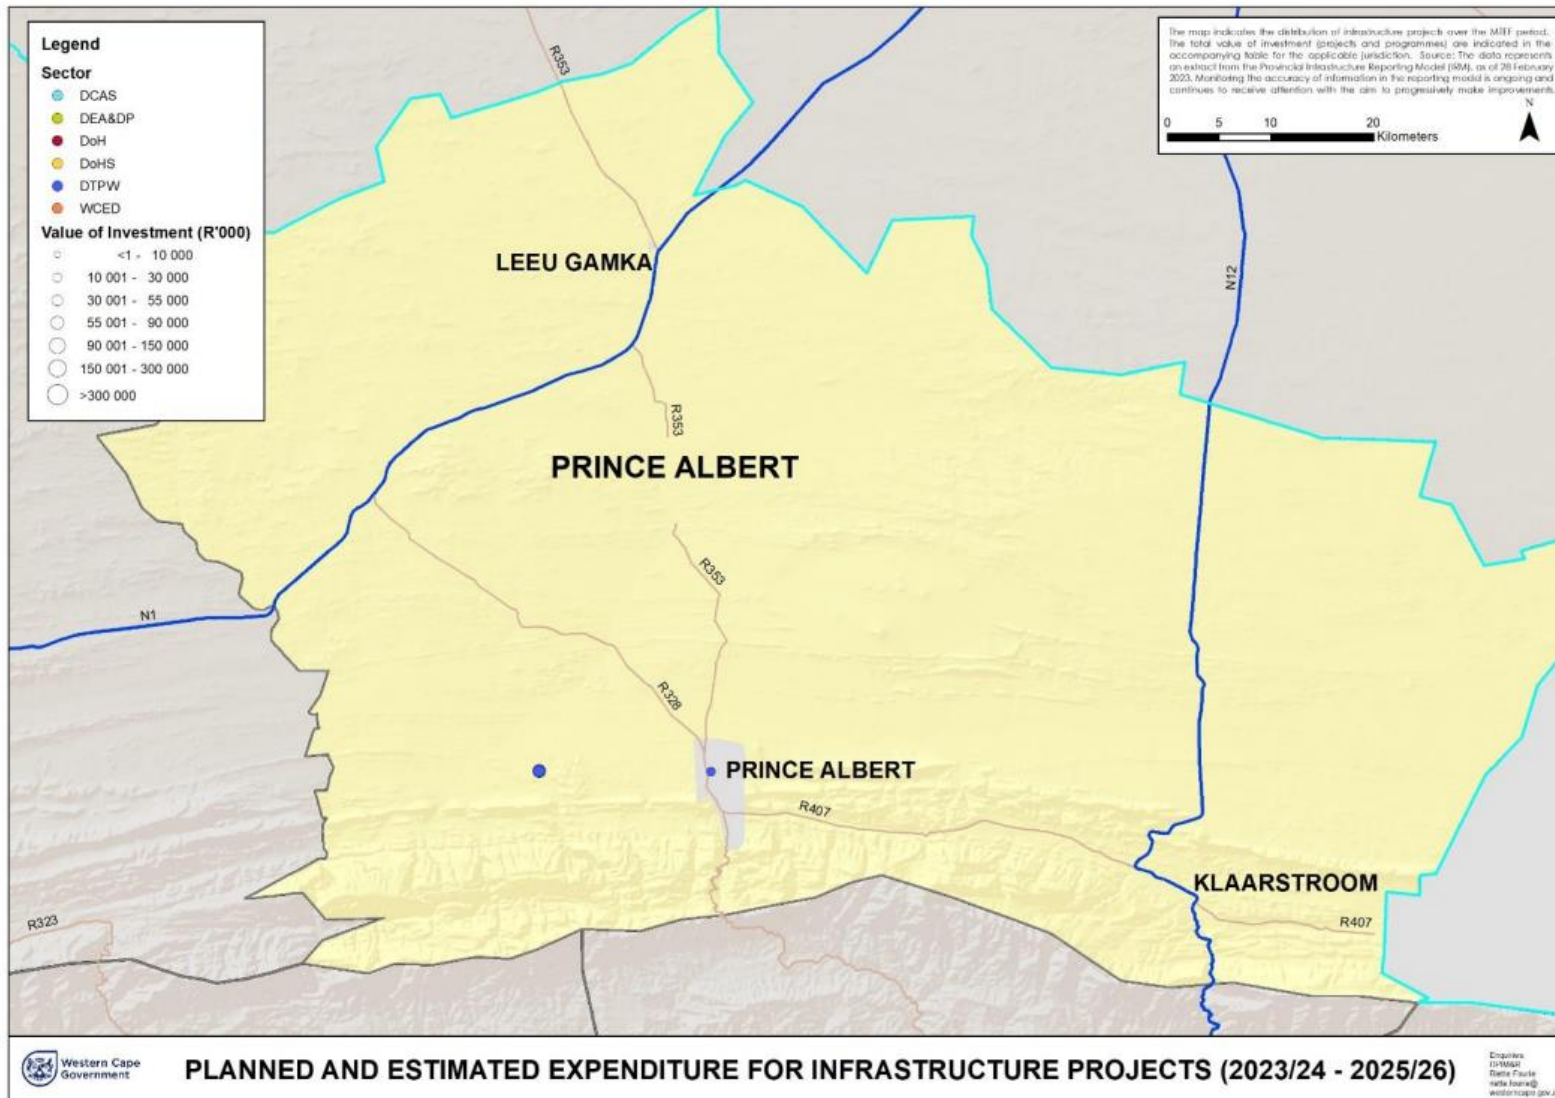 Legend
Sector
DCAS
DEA&DP
DoH
DoHS
DTPW
WCED
Value of Investment (R'000)
<1 - 10 000
10 001 - 30 000
30 001 - 55 000
55 001 - 90 000
90 001 - 150 000
150 001 - 300 000
>300 000
The map indicates the distribution of infrastructure projects over the MTEF period.
The total value of investment (projects and programmes) are indicated in the
accompanying table for the applicable jurisdiction. Source: The data represents
an extract from the Provincial Infrastructure Reporting Model (IRM), as of 28 February
2023. Monitoring the accuracy of information in the reporting model is ongoing and
continues to receive attention with the aim to progressively make improvements.
N
0 5 10 20
Kilometers
R353
LEEU GAMKA
N12
R353
PRINCE ALBERT
R353
N1
R328
PRINCE ALBERT
R407
KLAARSTROOM
R407
R323
Western Cape
Government
PLANNED AND ESTIMATED EXPENDITURE FOR INFRASTRUCTURE PROJECTS (2023/24 - 2025/26)
Enquiries